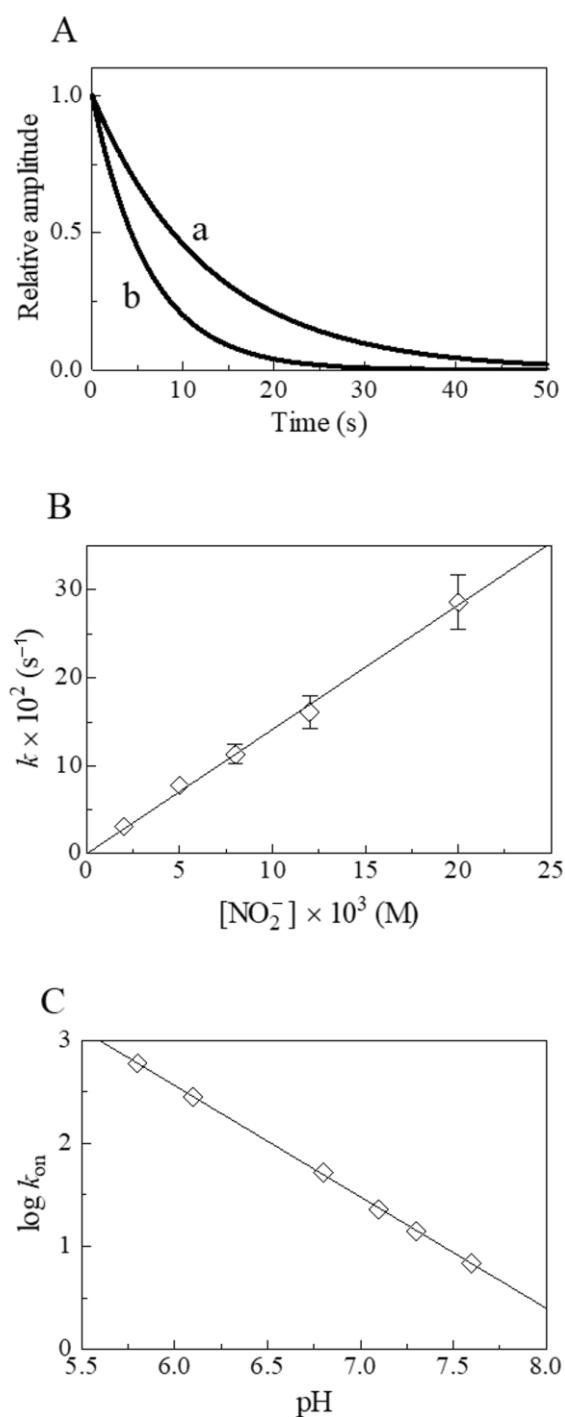 A
Relative amplitude
1.0
0.5
0.0
a
b
0 10 20 30 40 50
Time (s)
B
k × 10² (s⁻¹)
30
20
10
0
0 5 10 15 20 25
[NO₂⁻] × 10³ (M)
C
log kon
3
2
1
0
5.5 6.0 6.5 7.0 7.5 8.0
pH